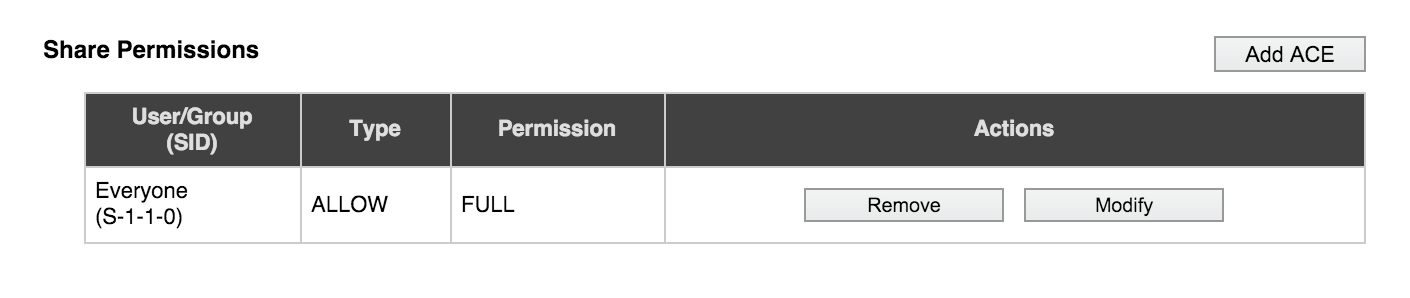 Share Permissions
Add ACE
User/Group
(SID)
Type
Permission
Actions
Everyone
(S-1-1-0)
ALLOW
FULL
Remove
Modify